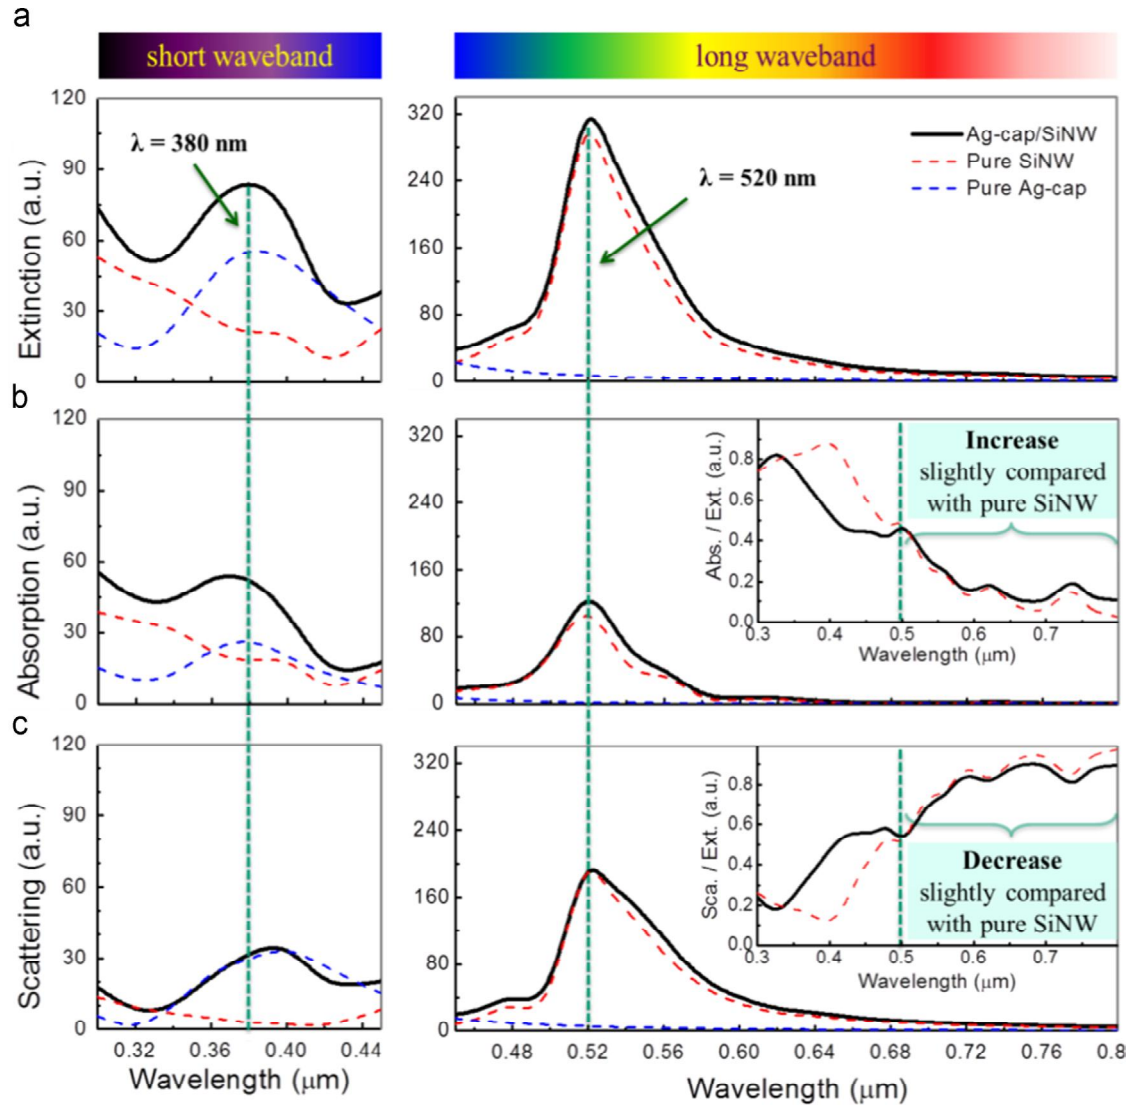 a
short waveband
long waveband
120
90
60
30
0
Extinction (a.u.)
λ = 380 nm
320
240
160
80
0
λ = 520 nm
Ag-cap/SiNW
Pure SiNW
Pure Ag-cap
b
120
90
60
30
0
Absorption (a.u.)
320
240
160
80
0
0.8
0.6
0.4
0.2
0.0
Abs. / Ext. (a.u.)
0.3 0.4 0.5 0.6 0.7
Wavelength (μm)
Increase
slightly compared
with pure SiNW
c
120
90
60
30
0
Scattering (a.u.)
0.32 0.36 0.40 0.44
Wavelength (μm)
320
240
160
80
0
0.8
0.6
0.4
0.2
0.0
Sca. / Ext. (a.u.)
0.3 0.4 0.5 0.6 0.7
Wavelength (μm)
Decrease
slightly compared
with pure SiNW
0.48 0.52 0.56 0.60 0.64 0.68 0.72 0.76 0.8
Wavelength (μm)